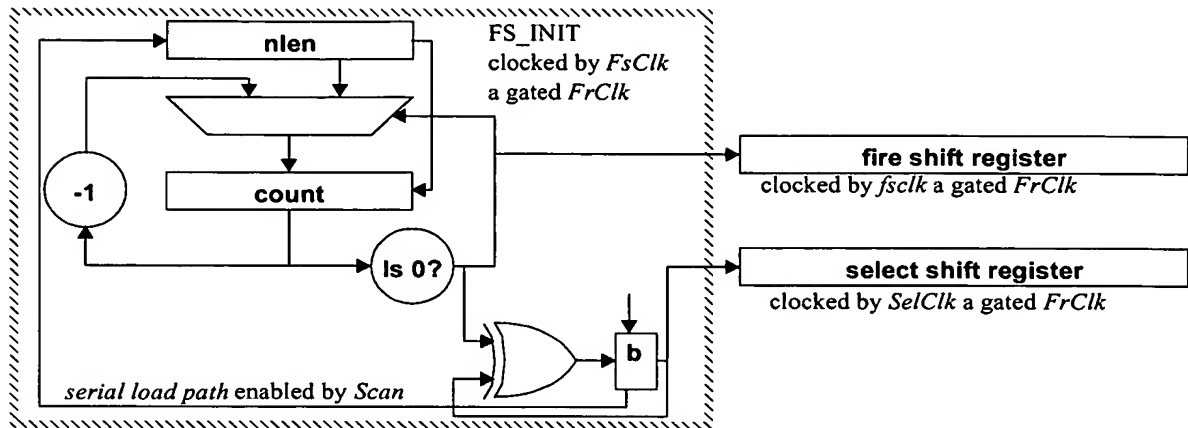 nlen
FS_INIT
clocked by FsClk
a gated FrClk
fire shift register
clocked by fsclk a gated FrClk
-1
count
Is 0?
select shift register
clocked by SelClk a gated FrClk
b
serial load path enabled by Scan